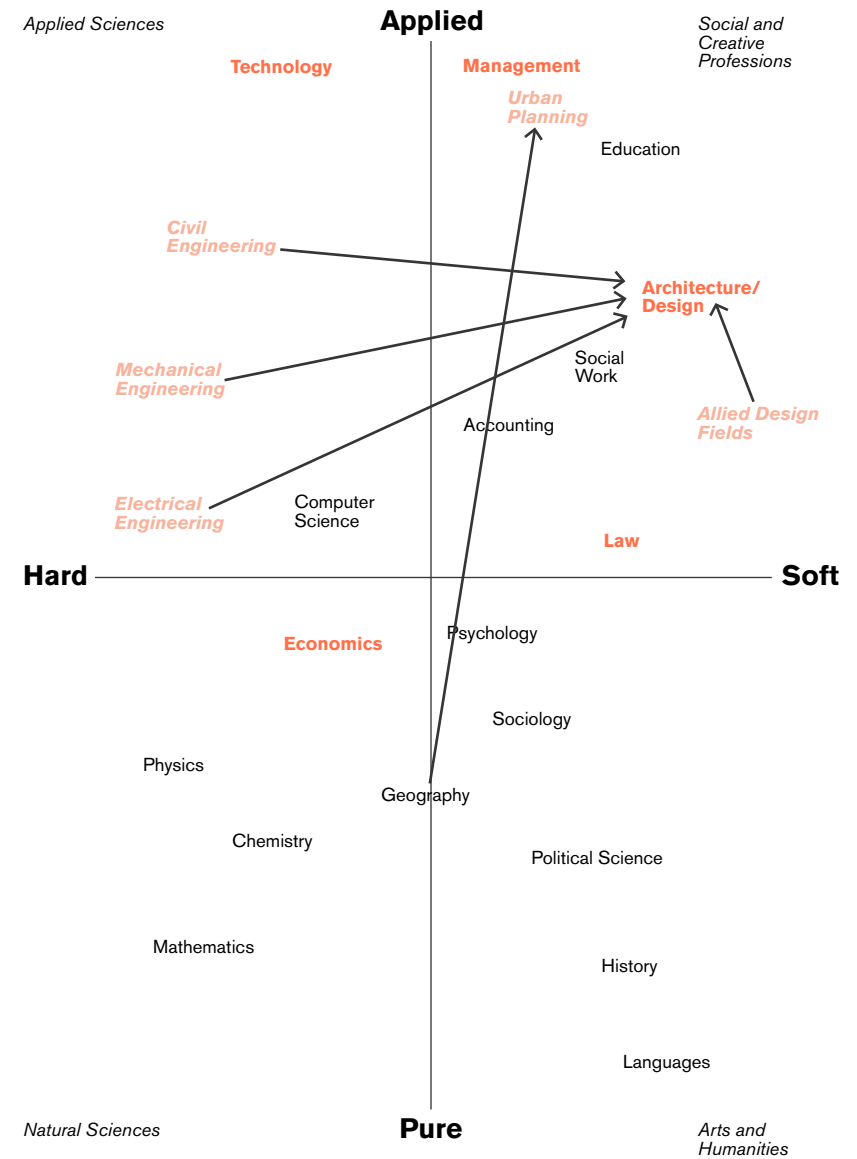 Applied Sciences
Applied
Social and
Creative
Professions
Technology
Management
Urban
Planning
Education
Civil
Engineering
Architecture/
Design
Mechanical
Engineering
Social
Work
Allied Design
Fields
Accounting
Electrical
Engineering
Computer
Science
Law
Hard
Soft
Psychology
Economics
Sociology
Physics
Geography
Chemistry
Political Science
Mathematics
History
Languages
Natural Sciences
Pure
Arts and
Humanities